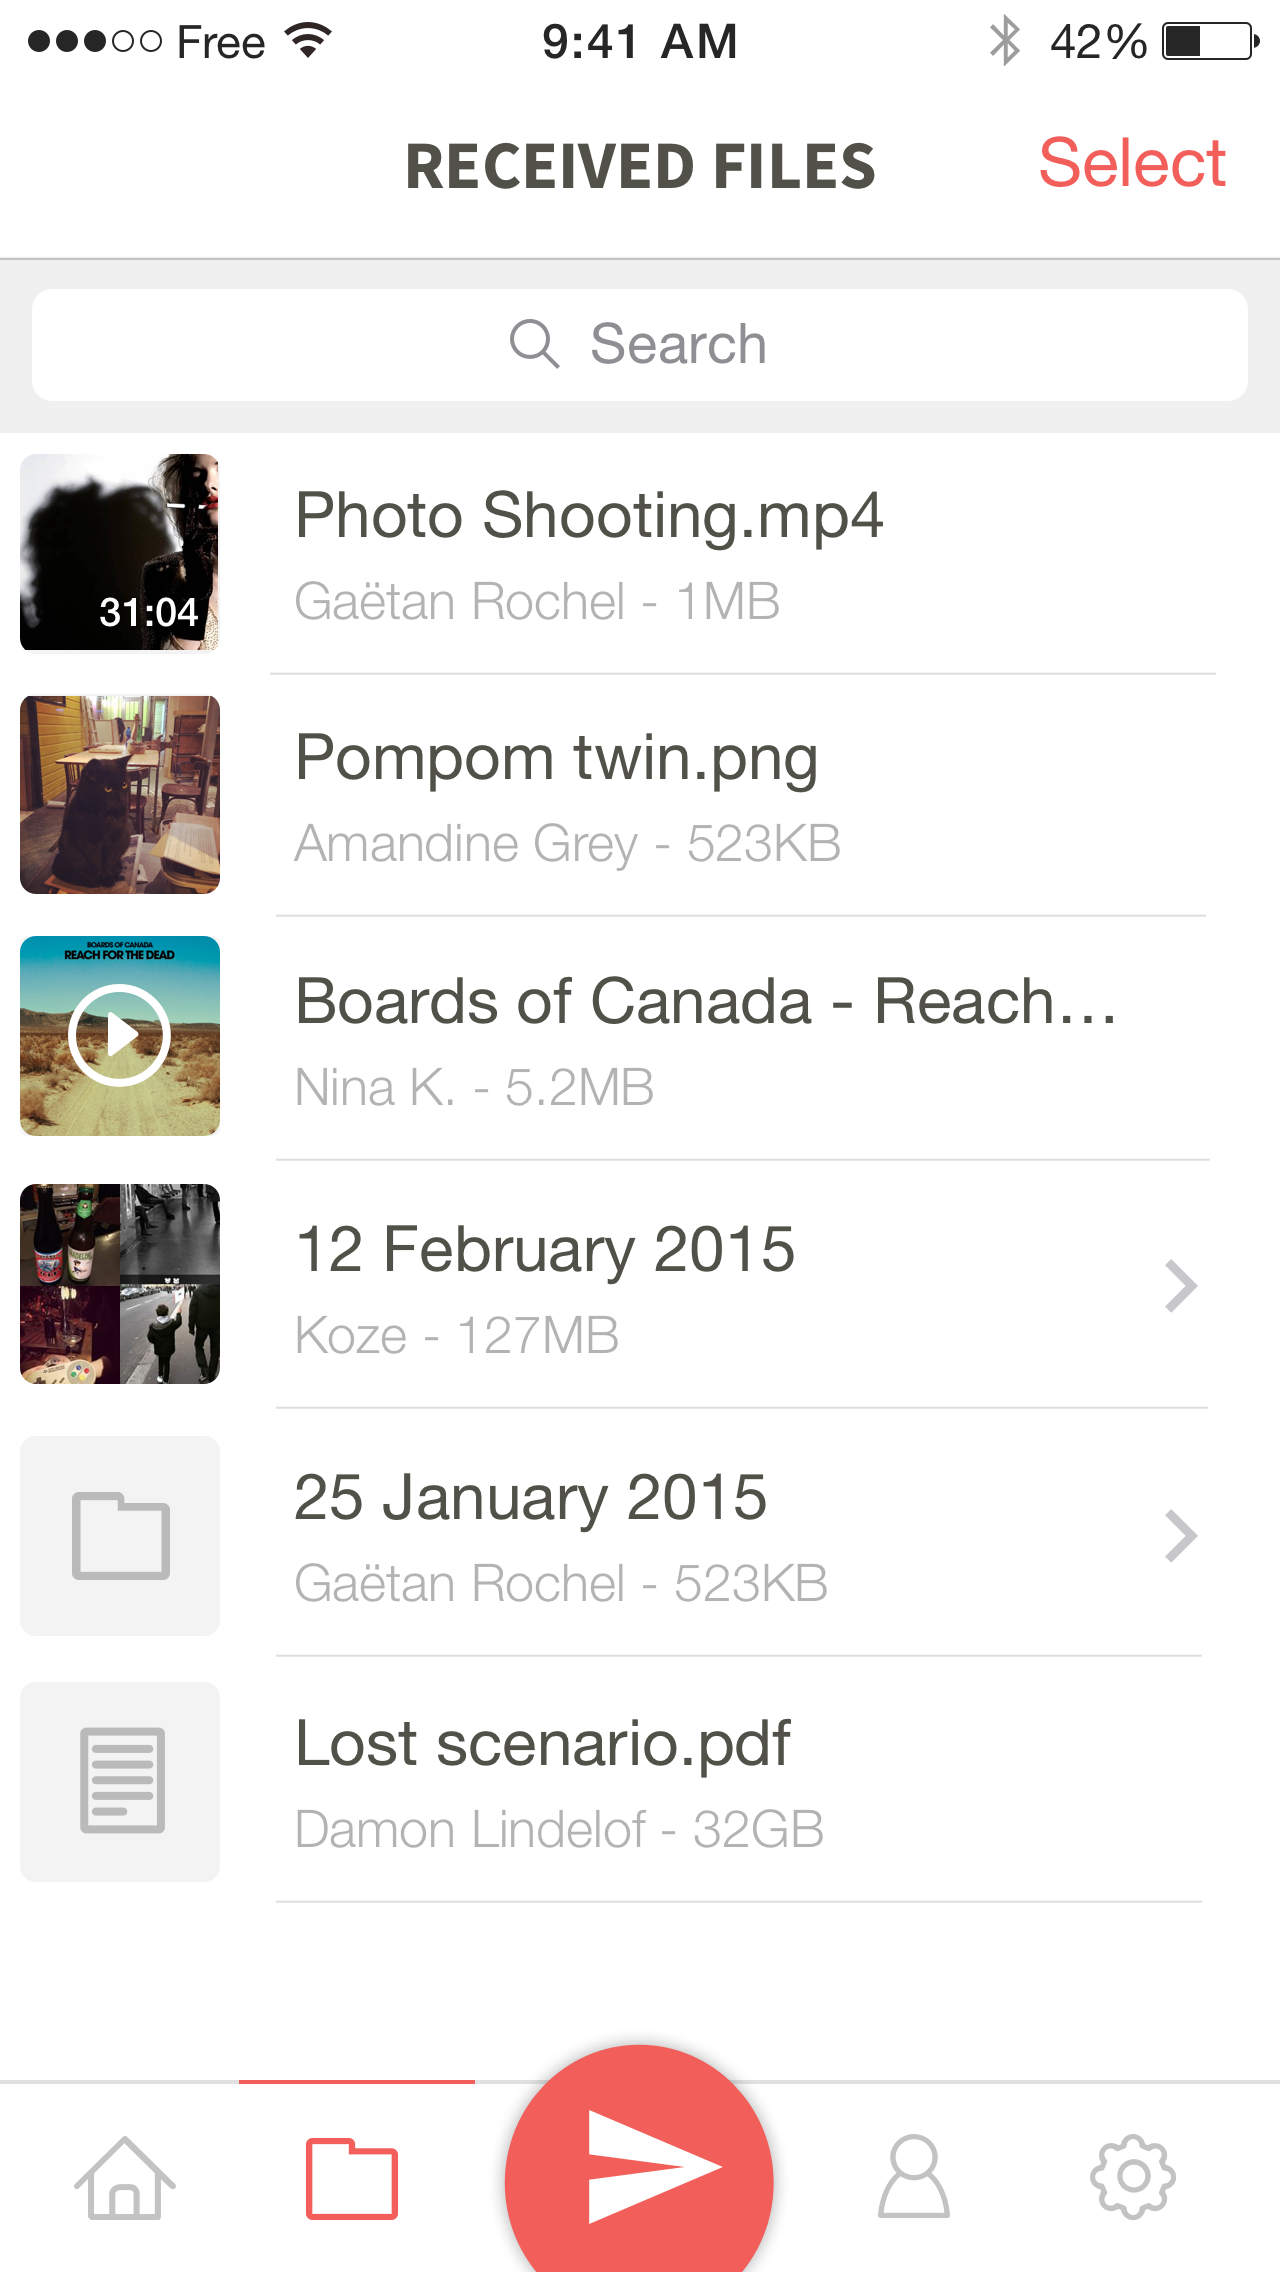 Free 9:41 AM 42%
RECEIVED FILES Select
Search
Photo Shooting.mp4
31:04
Gaëtan Rochel - 1MB
Pompom twin.png
Amandine Grey - 523KB
BOARDS OF CANADA
REACH FOR THE DEAD
Boards of Canada - Reach...
Nina K. - 5.2MB
12 February 2015
Koze - 127MB
25 January 2015
Gaëtan Rochel - 523KB
Lost scenario.pdf
Damon Lindelof - 32GB